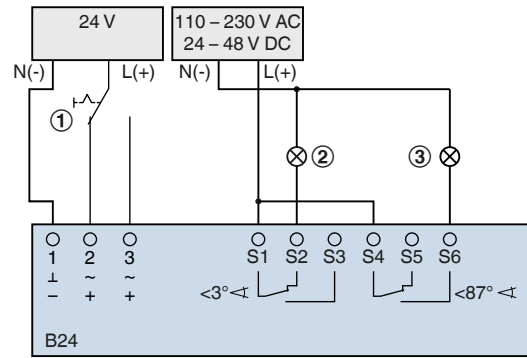 24 V
110 – 230 V AC
24 – 48 V DC
N(-) L(+) N(-) L(+)
①
② ③
1 2 3 S1 S2 S3 S4 S5 S6
⊥ ~ ~
– + + <3° <87°
B24